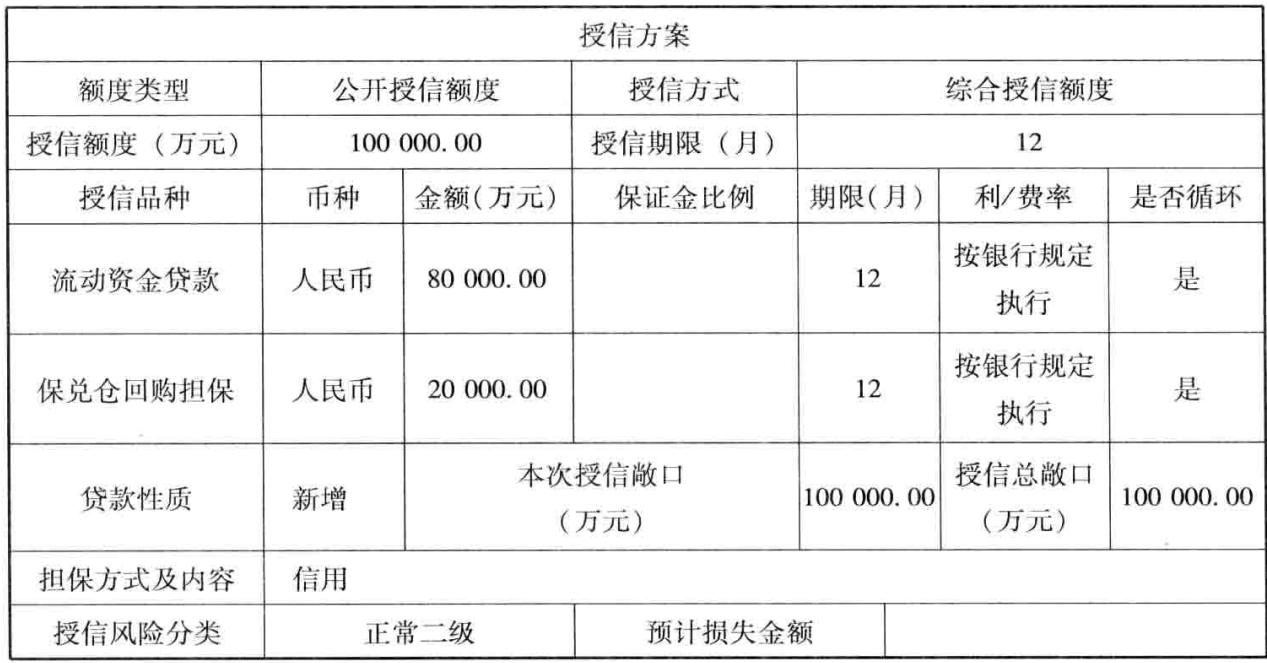 授信方案
额度类型 公开授信额度 授信方式 综合授信额度
授信额度（万元） 100 000.00 授信期限（月） 12
授信品种 币种 金额(万元) 保证金比例 期限(月) 利/费率 是否循环
流动资金贷款 人民币 80 000.00 12 按银行规定
执行 是
保兑仓回购担保 人民币 20 000.00 12 按银行规定
执行 是
贷款性质 新增 本次授信敞口
（万元） 100 000.00 授信总敞口
（万元） 100 000.00
担保方式及内容 信用
授信风险分类 正常二级 预计损失金额